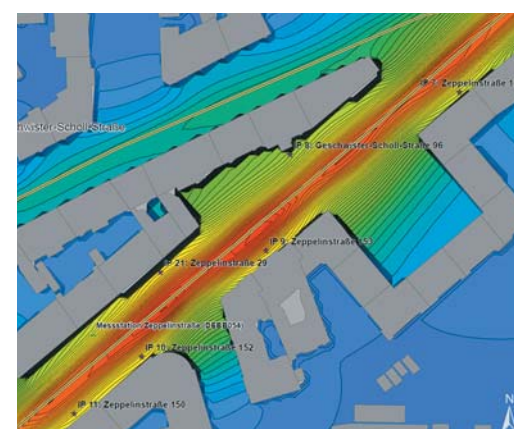 IP 7: Zeppelinstraße 1
hwister-Scholl-Straße
IP 8: Geschwister-Scholl-Straße 96
IP 9: Zeppelinstraße 153
IP 21: Zeppelinstraße 29
Messstation Zeppelinstraße (DEBB054)
IP 10: Zeppelinstraße 152
IP 11: Zeppelinstraße 150
N